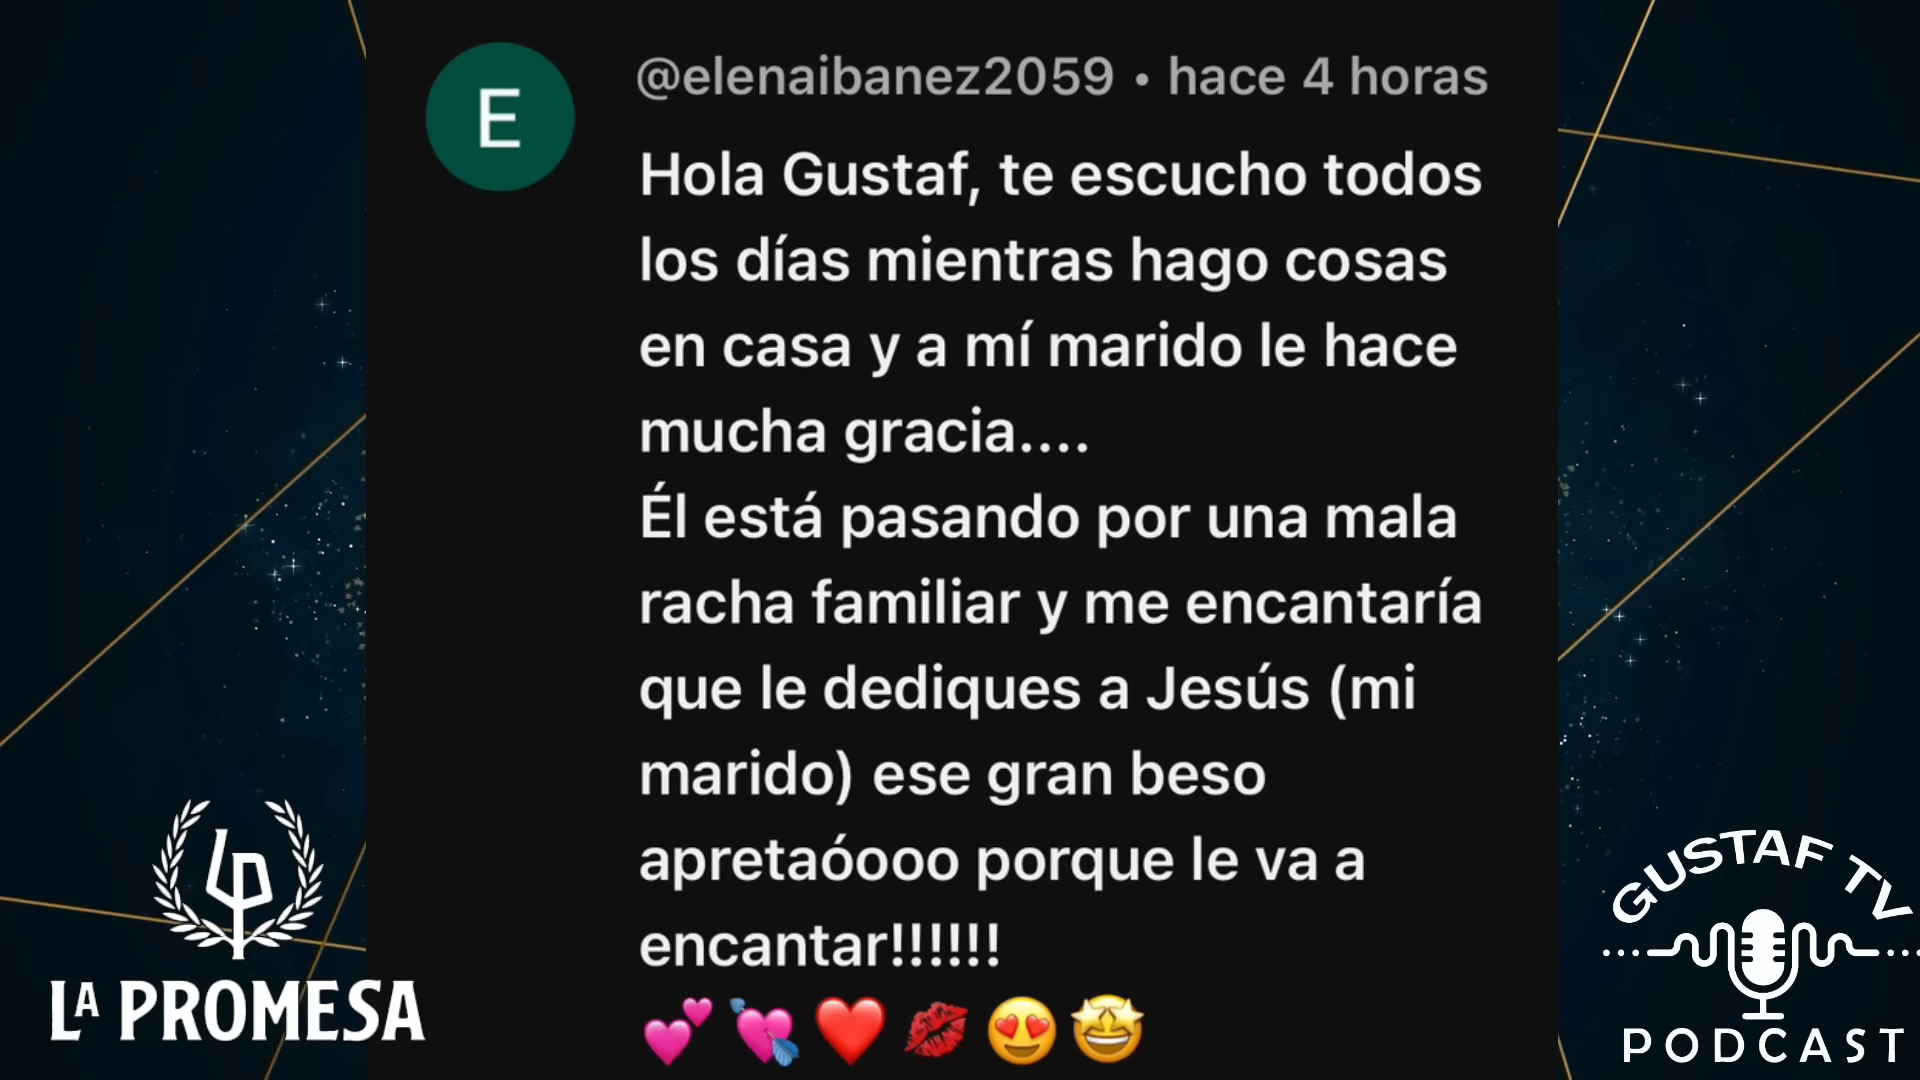 E
@elenaibanez2059 • hace 4 horas
Hola Gustaf, te escucho todos
los días mientras hago cosas
en casa y a mí marido le hace
mucha gracia....
Él está pasando por una mala
racha familiar y me encantaría
que le dediques a Jesús (mi
marido) ese gran beso
apretaóooo porque le va a
encantar!!!!!!
💕 💘 ❤️ 💋 😍 🤩
LP
LA PROMESA
GUSTAF TV
PODCAST